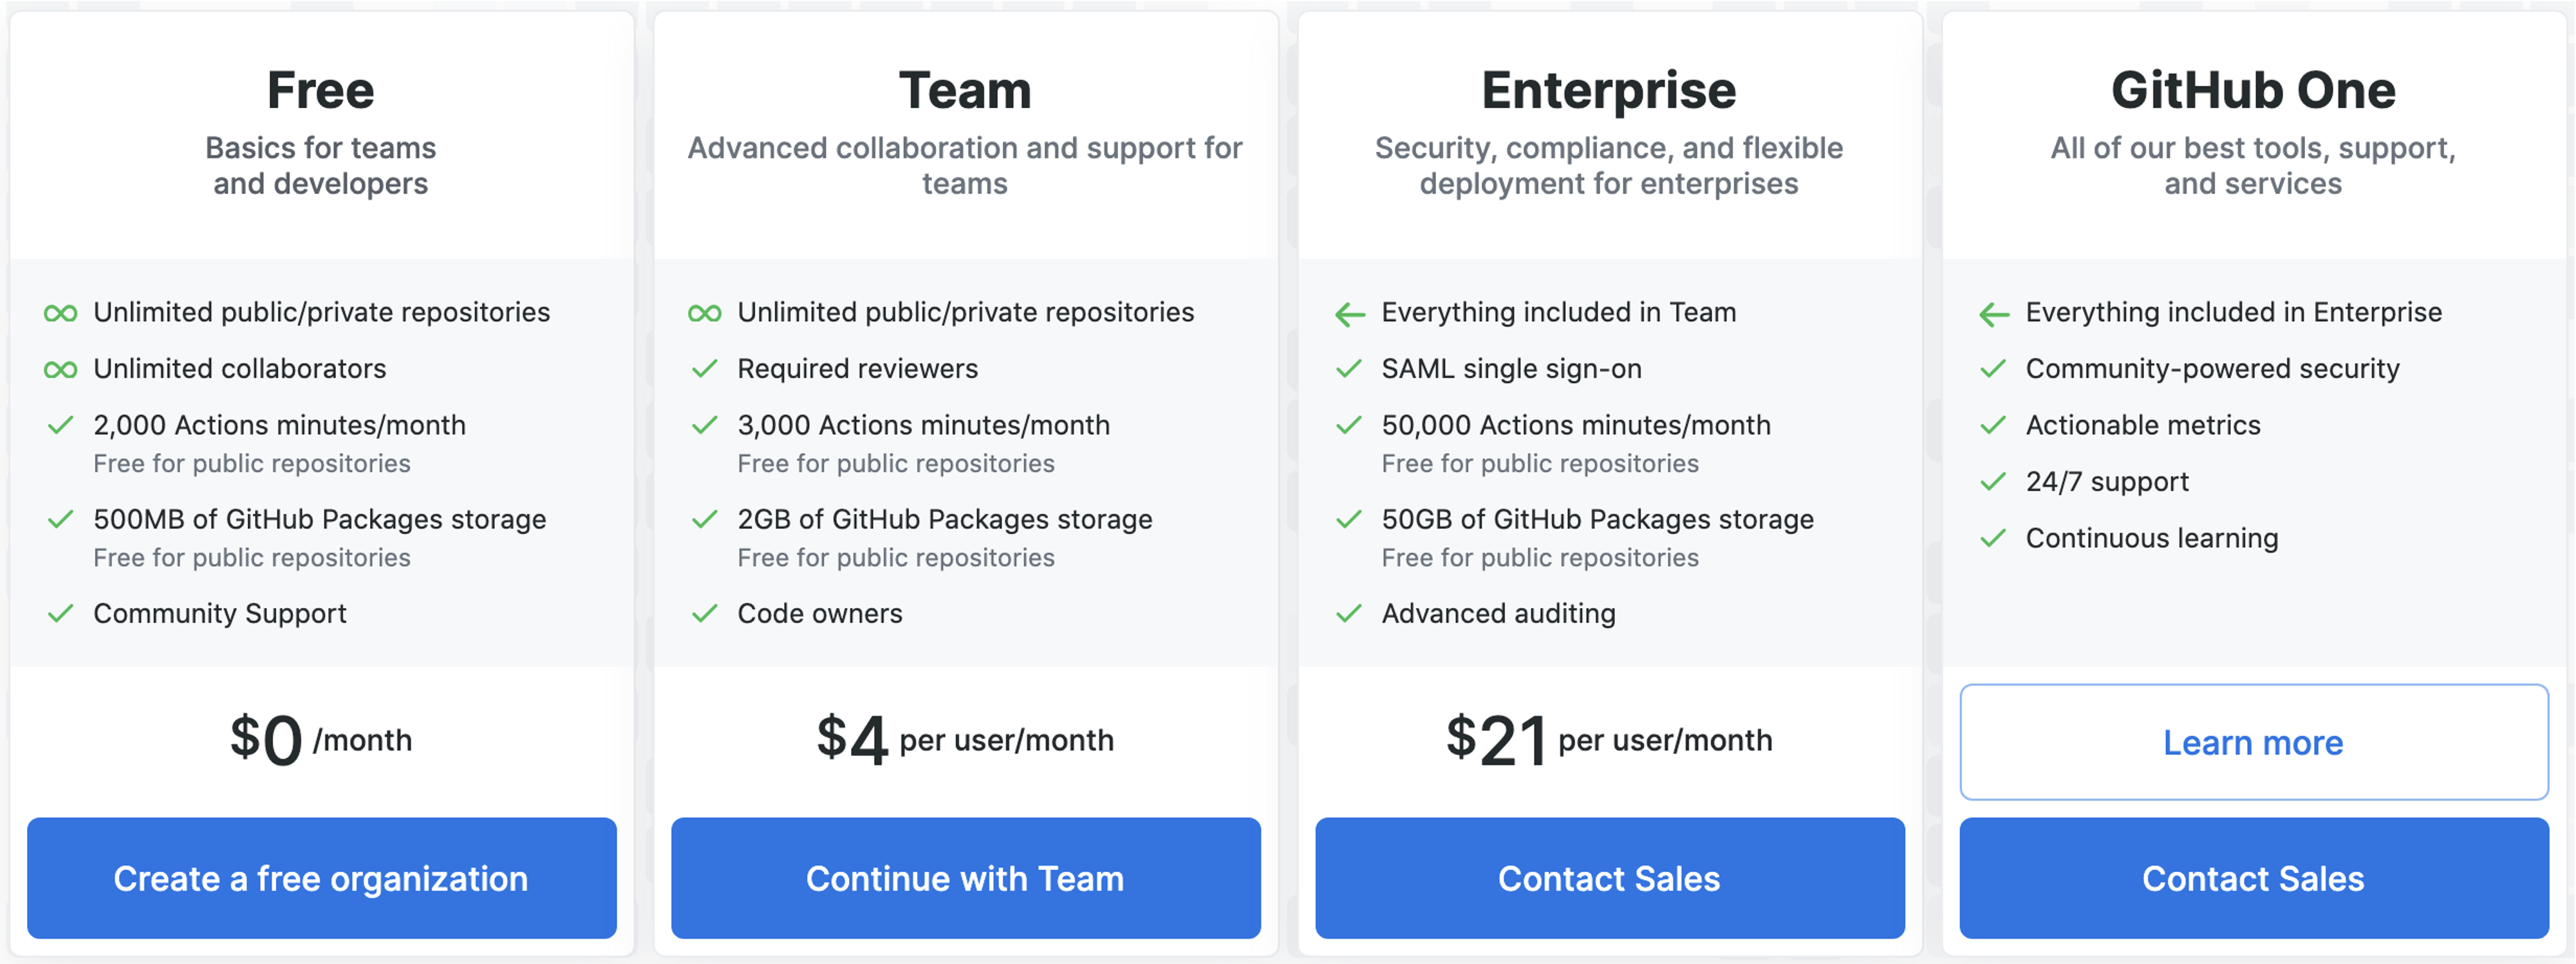 Free
Basics for teams
and developers
Unlimited public/private repositories
Unlimited collaborators
2,000 Actions minutes/month
Free for public repositories
500MB of GitHub Packages storage
Free for public repositories
Community Support
$0 /month
Create a free organization
Team
Advanced collaboration and support for
teams
Unlimited public/private repositories
Required reviewers
3,000 Actions minutes/month
Free for public repositories
2GB of GitHub Packages storage
Free for public repositories
Code owners
$4 per user/month
Continue with Team
Enterprise
Security, compliance, and flexible
deployment for enterprises
Everything included in Team
SAML single sign-on
50,000 Actions minutes/month
Free for public repositories
50GB of GitHub Packages storage
Free for public repositories
Advanced auditing
$21 per user/month
Contact Sales
GitHub One
All of our best tools, support,
and services
Everything included in Enterprise
Community-powered security
Actionable metrics
24/7 support
Continuous learning
Learn more
Contact Sales